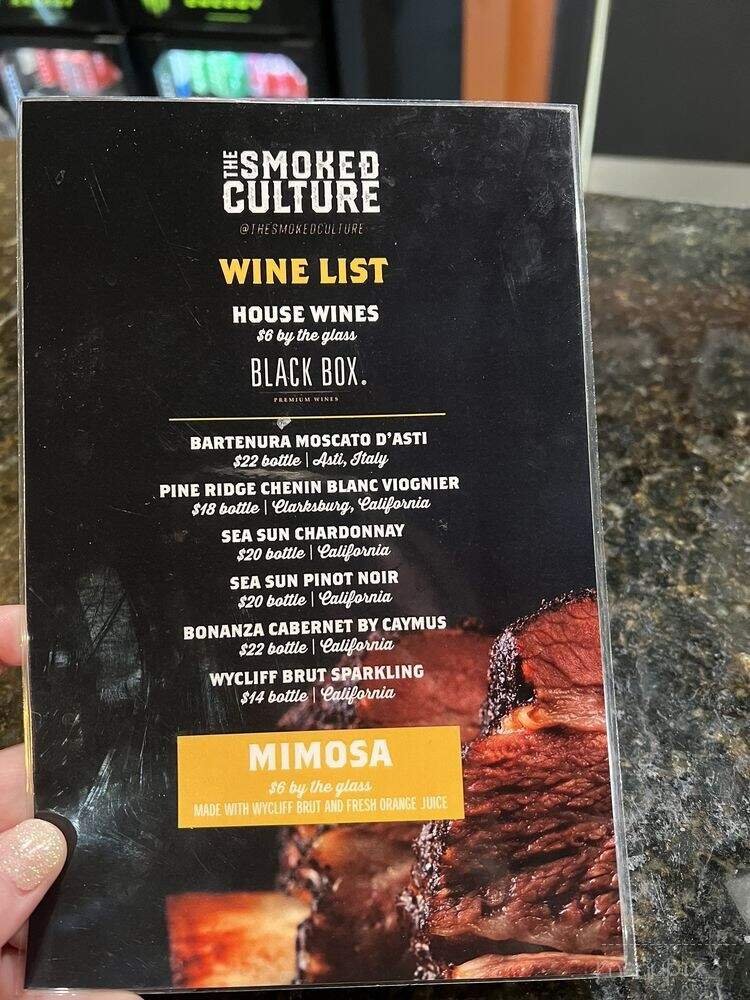 THE SMOKED
CULTURE
@THESMOKEDCULTURE
WINE LIST
HOUSE WINES
$6 by the glass
BLACK BOX.
PREMIUM WINES
BARTENURA MOSCATO D'ASTI
$22 bottle | Asti, Italy
PINE RIDGE CHENIN BLANC VIOGNIER
$18 bottle | Clarksburg, California
SEA SUN CHARDONNAY
$20 bottle | California
SEA SUN PINOT NOIR
$20 bottle | California
BONANZA CABERNET BY CAYMUS
$22 bottle | California
WYCLIFF BRUT SPARKLING
$14 bottle | California
MIMOSA
$6 by the glass
MADE WITH WYCLIFF BRUT AND FRESH ORANGE JUICE